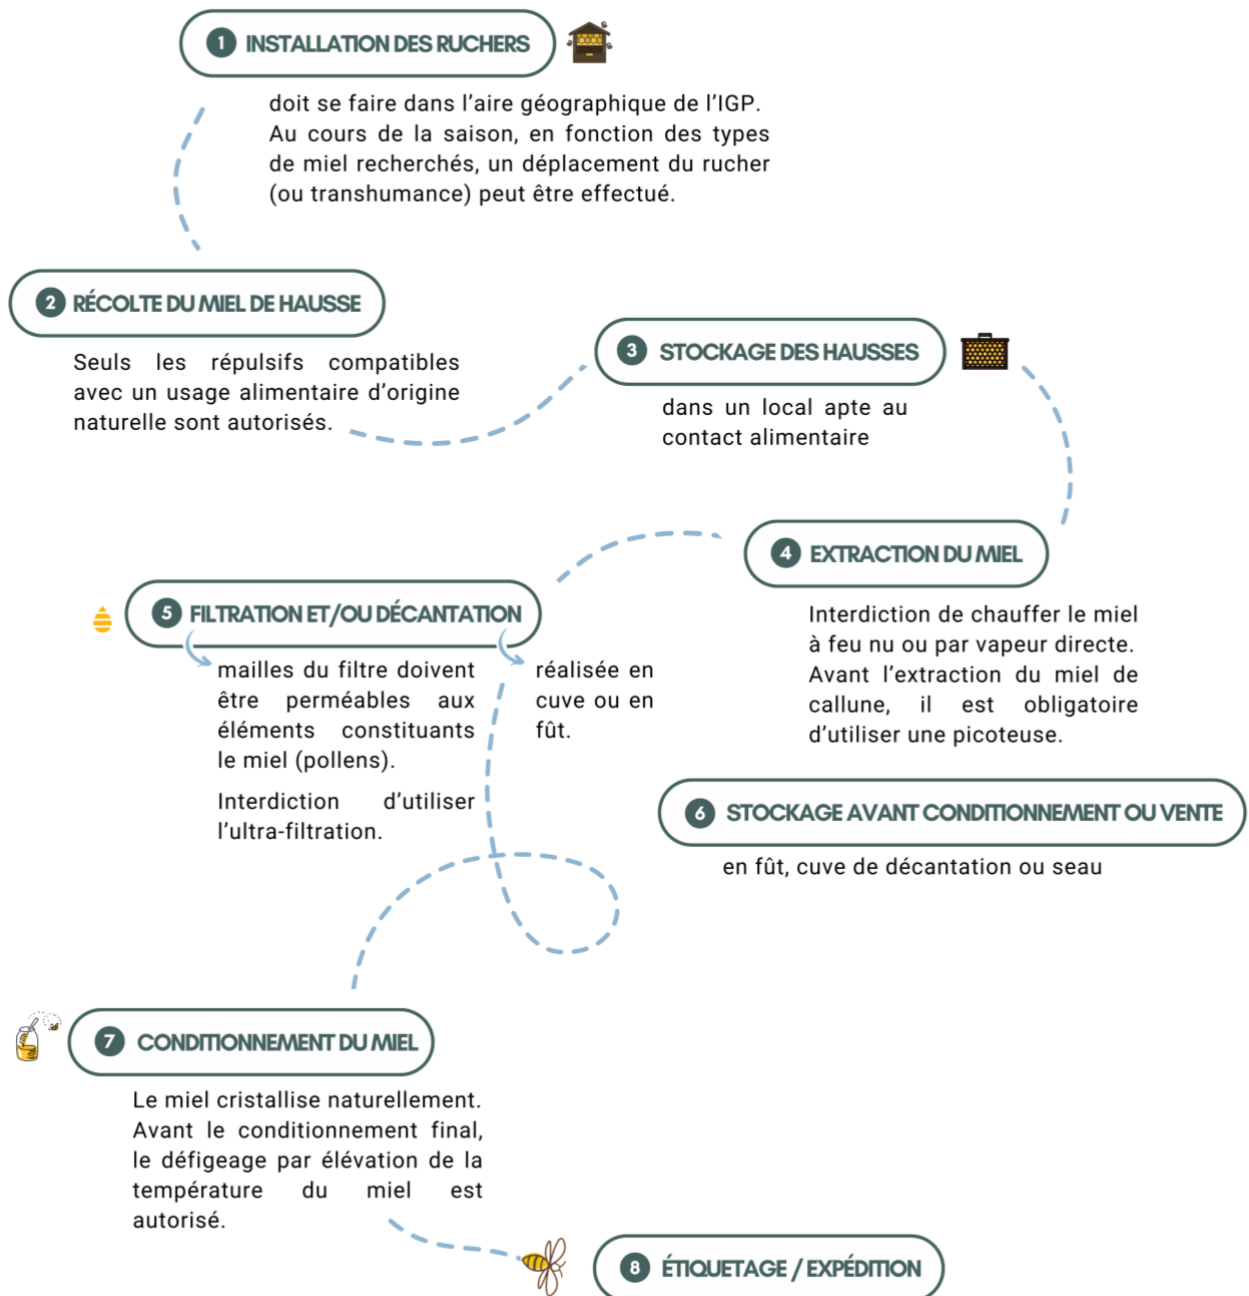 1 INSTALLATION DES RUCHERS
doit se faire dans l'aire géographique de l'IGP.
Au cours de la saison, en fonction des types
de miel recherchés, un déplacement du rucher
(ou transhumance) peut être effectué.
2 RÉCOLTE DU MIEL DE HAUSSE
Seuls les répulsifs compatibles
avec un usage alimentaire d'origine
naturelle sont autorisés.
3 STOCKAGE DES HAUSSES
dans un local apte au
contact alimentaire
4 EXTRACTION DU MIEL
Interdiction de chauffer le miel
à feu nu ou par vapeur directe.
Avant l'extraction du miel de
callune, il est obligatoire
d'utiliser une picoteuse.
5 FILTRATION ET/OU DÉCANTATION
mailles du filtre doivent
être perméables aux
éléments constituants
le miel (pollens).
Interdiction d'utiliser
l'ultra-filtration.
réalisée en
cuve ou en
fût.
6 STOCKAGE AVANT CONDITIONNEMENT OU VENTE
en fût, cuve de décantation ou seau
7 CONDITIONNEMENT DU MIEL
Le miel cristallise naturellement.
Avant le conditionnement final,
le défigeage par élévation de la
température du miel est
autorisé.
8 ÉTIQUETAGE / EXPÉDITION